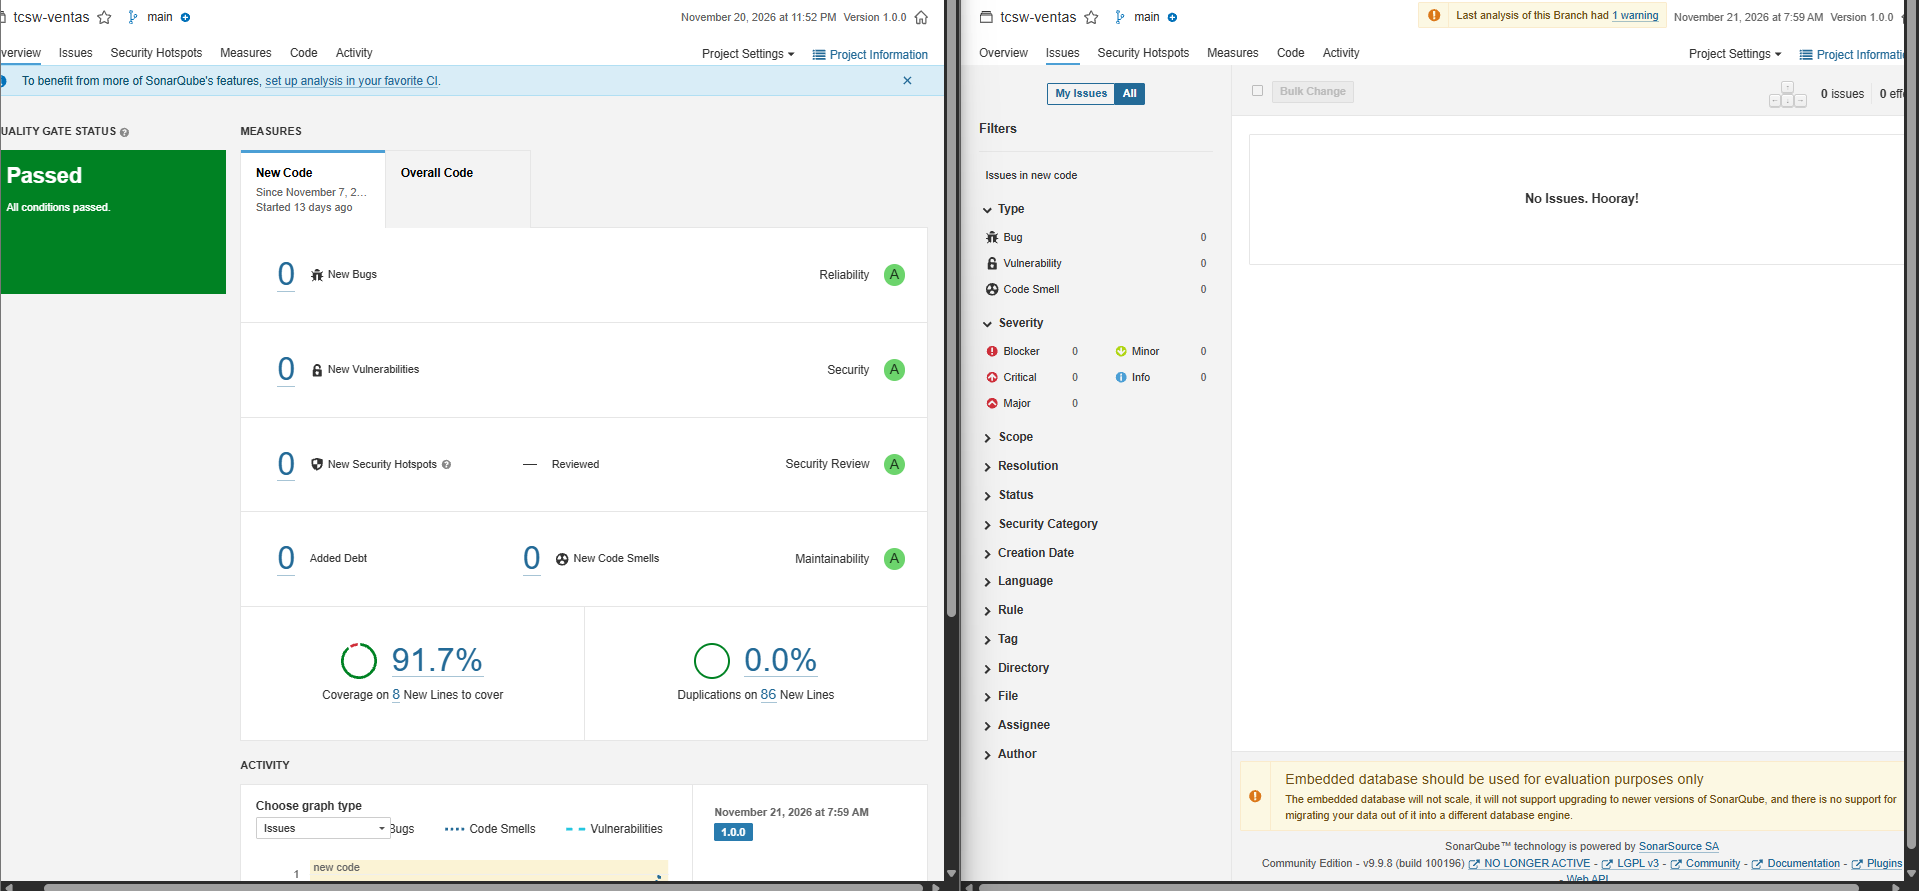 tcsw-ventas main November 20, 2026 at 11:52 PM Version 1.0.0
verview Issues Security Hotspots Measures Code Activity Project Settings Project Information
To benefit from more of SonarQube's features, set up analysis in your favorite CI.
UALITY GATE STATUS
Passed
All conditions passed.
MEASURES
New Code
Since November 7, 2...
Started 13 days ago
Overall Code
0 New Bugs Reliability A
0 New Vulnerabilities Security A
0 New Security Hotspots — Reviewed Security Review A
0 Added Debt 0 New Code Smells Maintainability A
91.7%
Coverage on 8 New Lines to cover
0.0%
Duplications on 86 New Lines
ACTIVITY
Choose graph type
Issues Bugs Code Smells Vulnerabilities
1 new code
November 21, 2026 at 7:59 AM
1.0.0
tcsw-ventas main Last analysis of this Branch had 1 warning November 21, 2026 at 7:59 AM Version 1.0.0
Overview Issues Security Hotspots Measures Code Activity Project Settings Project Informatio
My Issues All
Filters
Issues in new code
Type
Bug 0
Vulnerability 0
Code Smell 0
Severity
Blocker 0 Minor 0
Critical 0 Info 0
Major 0
Scope
Resolution
Status
Security Category
Creation Date
Language
Rule
Tag
Directory
File
Assignee
Author
Bulk Change 0 issues 0 effo
No Issues. Hooray!
Embedded database should be used for evaluation purposes only
The embedded database will not scale, it will not support upgrading to newer versions of SonarQube, and there is no support for
migrating your data out of it into a different database engine.
SonarQube™ technology is powered by SonarSource SA
Community Edition - v9.9.8 (build 100196) NO LONGER ACTIVE - LGPL v3 - Community - Documentation - Plugins
- Web API